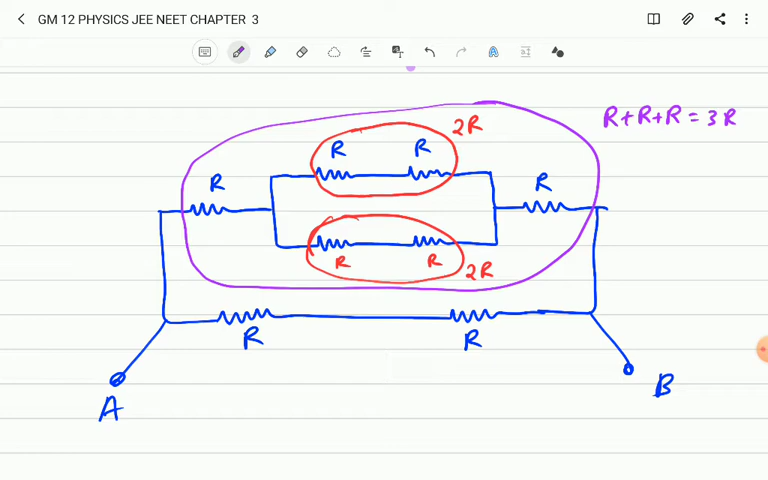 GM 12 PHYSICS JEE NEET CHAPTER 3
R+R+R=3R
2R
R R
R R
R R
2R
R R
A B